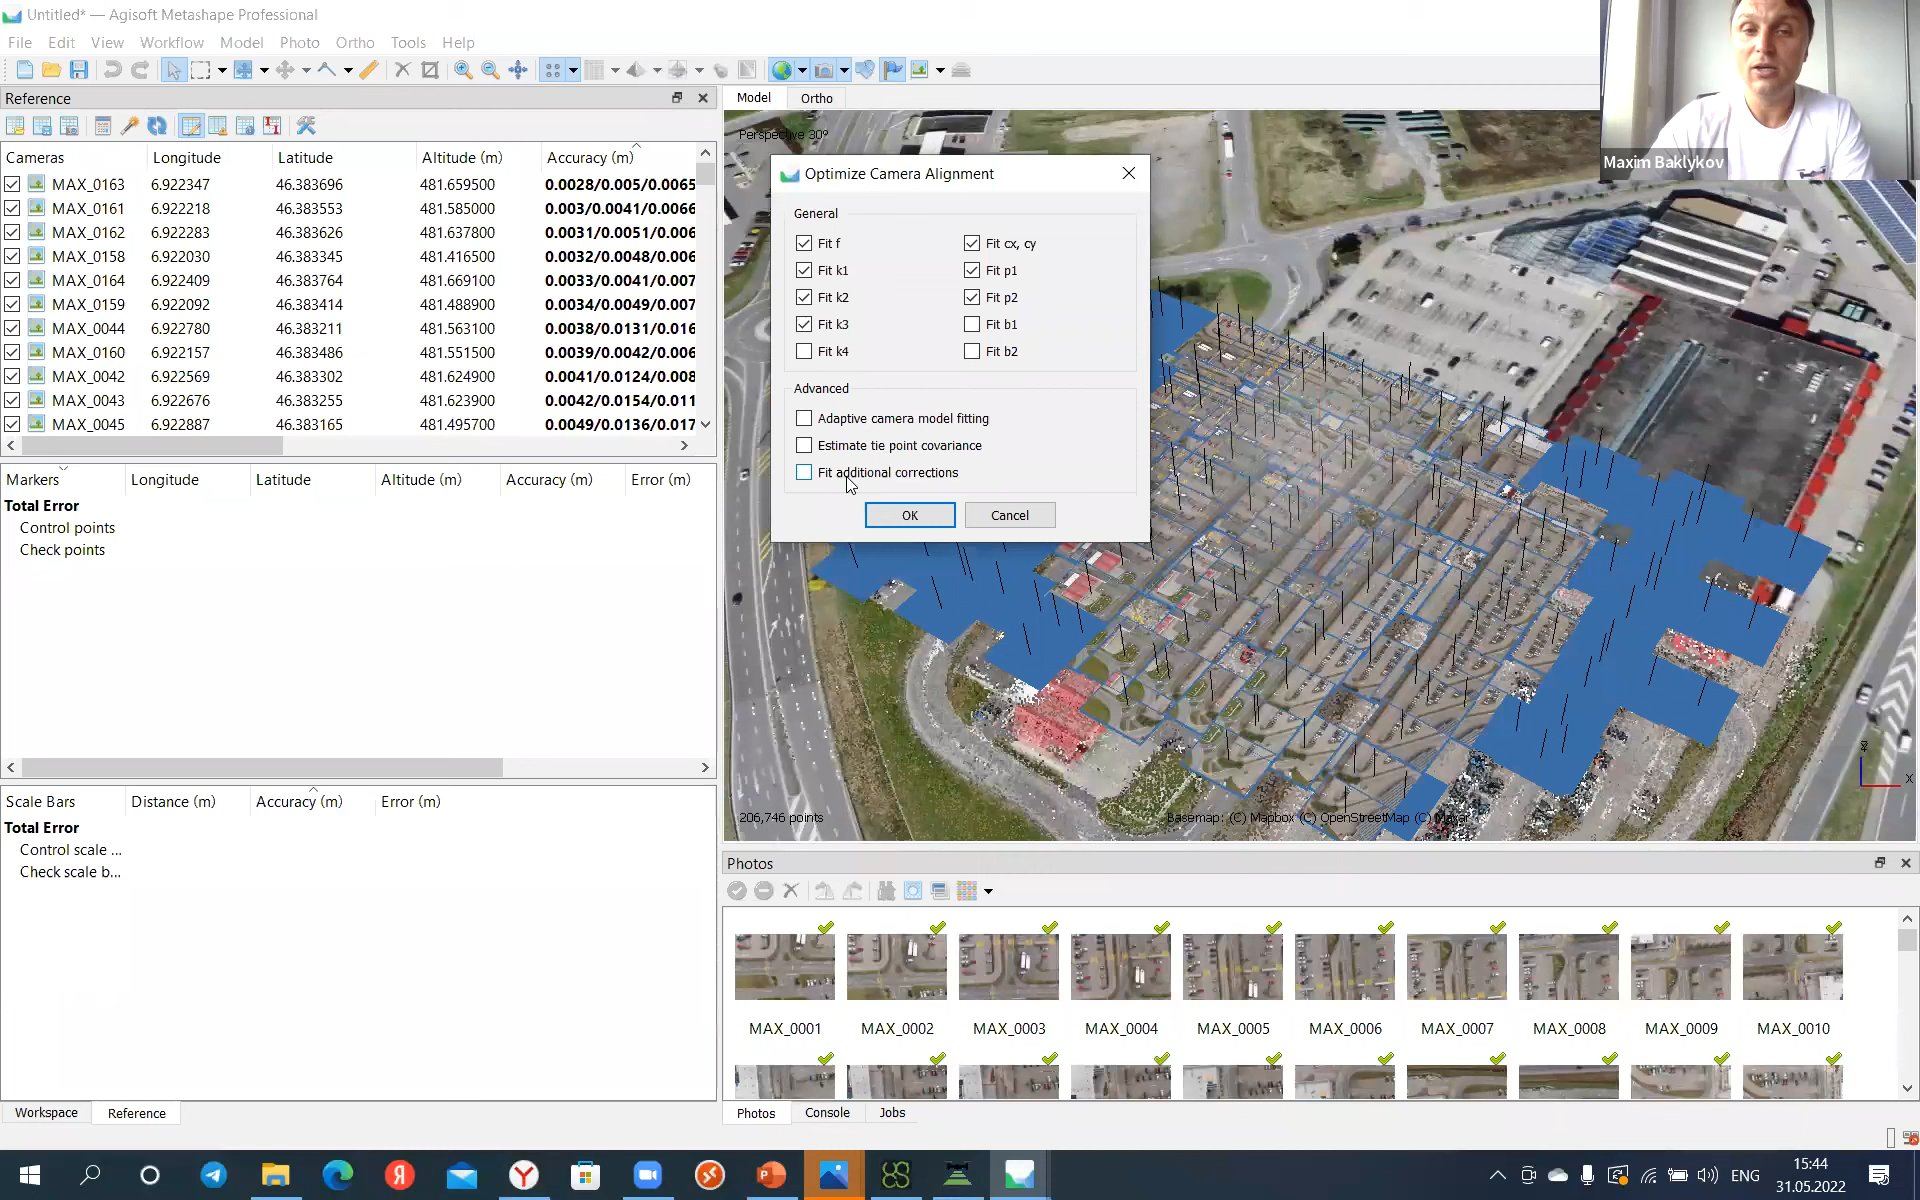 Untitled* — Agisoft Metashape Professional
File Edit View Workflow Model Photo Ortho Tools Help
Reference
Cameras Longitude Latitude Altitude (m) Accuracy (m)
MAX_0163 6.922347 46.383696 481.659500 0.0028/0.005/0.0065
MAX_0161 6.922218 46.383553 481.585000 0.003/0.0041/0.0066
MAX_0162 6.922283 46.383626 481.637800 0.0031/0.0051/0.006
MAX_0158 6.922030 46.383345 481.416500 0.0032/0.0048/0.006
MAX_0164 6.922409 46.383764 481.669100 0.0033/0.0041/0.007
MAX_0159 6.922092 46.383414 481.488900 0.0034/0.0049/0.007
MAX_0044 6.922780 46.383211 481.563100 0.0038/0.0131/0.016
MAX_0160 6.922157 46.383486 481.551500 0.0039/0.0042/0.006
MAX_0042 6.922569 46.383302 481.624900 0.0041/0.0124/0.008
MAX_0043 6.922676 46.383255 481.623900 0.0042/0.0154/0.011
MAX_0045 6.922887 46.383165 481.495700 0.0049/0.0136/0.017
Markers Longitude Latitude Altitude (m) Accuracy (m) Error (m)
Total Error
Control points
Check points
Scale Bars Distance (m) Accuracy (m) Error (m)
Total Error
Control scale ...
Check scale b...
Workspace Reference
Model Ortho
Perspective 30°
Maxim Baklykov
Optimize Camera Alignment
General
Fit f Fit cx, cy
Fit k1 Fit p1
Fit k2 Fit p2
Fit k3 Fit b1
Fit k4 Fit b2
Advanced
Adaptive camera model fitting
Estimate tie point covariance
Fit additional corrections
OK Cancel
X
206,746 points
Basemap: (C) Mapbox (C) OpenStreetMap (C) Maxar
Photos
MAX_0001 MAX_0002 MAX_0003 MAX_0004 MAX_0005 MAX_0006 MAX_0007 MAX_0008 MAX_0009 MAX_0010
Photos Console Jobs
ENG
15:44
31.05.2022